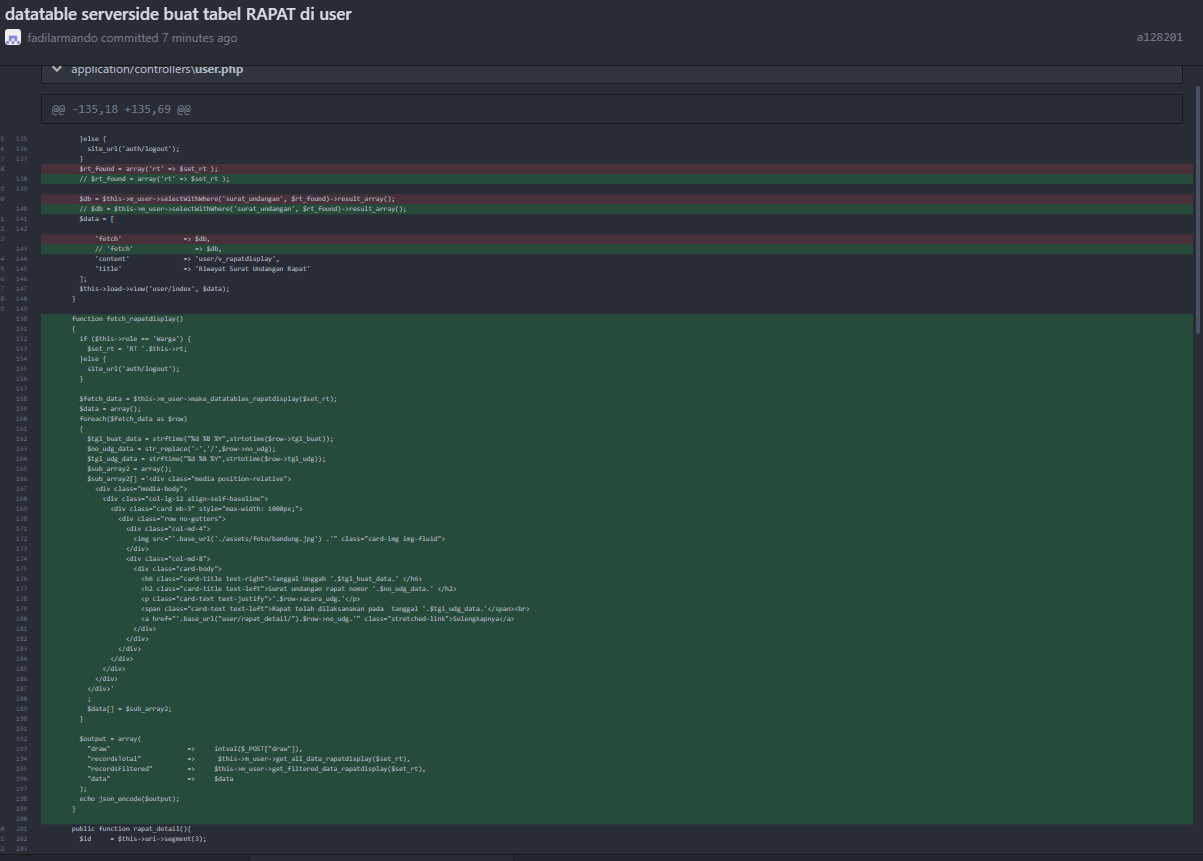 datatable serverside buat tabel RAPAT di user
fadilarmando committed 7 minutes ago
a128201
application/controllers\user.php
@@ -135,18 +135,69 @@
5 135 }else {
6 136 site_url('auth/logout');
7 137 }
8 $rt_found = array('rt' => $set_rt );
138 // $rt_found = array('rt' => $set_rt );
9 139
0 $db = $this->m_user->selectWithWhere('surat_undangan', $rt_found)->result_array();
140 // $db = $this->m_user->selectWithWhere('surat_undangan', $rt_found)->result_array();
1 141 $data = [
2 142
3 'fetch' => $db,
143 // 'fetch' => $db,
4 144 'content' => 'user/v_rapatdisplay',
5 145 'title' => 'Riwayat Surat Undangan Rapat'
6 146 ];
7 147 $this->load->view('user/index', $data);
8 148 }
9 149
150 function fetch_rapatdisplay()
151 {
152 if ($this->role == 'Warga') {
153 $set_rt = 'RT '.$this->rt;
154 }else {
155 site_url('auth/logout');
156 }
157
158 $fetch_data = $this->m_user->make_datatables_rapatdisplay($set_rt);
159 $data = array();
160 foreach($fetch_data as $row)
161 {
162 $tgl_buat_data = strftime("%d %B %Y",strtotime($row->tgl_buat));
163 $no_udg_data = str_replace('-','/',$row->no_udg);
164 $tgl_udg_data = strftime("%d %B %Y",strtotime($row->tgl_udg));
165 $sub_array2 = array();
166 $sub_array2[] ='<div class="media position-relative">
167 <div class="media-body">
168 <div class="col-lg-12 align-self-baseline">
169 <div class="card mb-3" style="max-width: 1000px;">
170 <div class="row no-gutters">
171 <div class="col-md-4">
172 <img src="'.base_url('./assets/foto/bandung.jpg') .'" class="card-img img-fluid">
173 </div>
174 <div class="col-md-8">
175 <div class="card-body">
176 <h6 class="card-title text-right">Tanggal Unggah '.$tgl_buat_data.' </h6>
177 <h2 class="card-title text-left">Surat undangan rapat nomor '.$no_udg_data.' </h2>
178 <p class="card-text text-justify">'.$row->acara_udg.'</p>
179 <span class="card-text text-left">Rapat telah dilaksanakan pada  tanggal '.$tgl_udg_data.'</span><br>
180 <a href="'.base_url("user/rapat_detail/").$row->no_udg.'" class="stretched-link">Selengkapnya</a>
181 </div>
182 </div>
183 </div>
184 </div>
185 </div>
186 </div>
187 </div>'
188 ;
189 $data[] = $sub_array2;
190 }
191
192 $output = array(
193 "draw" => intval($_POST["draw"]),
194 "recordsTotal" => $this->m_user->get_all_data_rapatdisplay($set_rt),
195 "recordsFiltered" => $this->m_user->get_filtered_data_rapatdisplay($set_rt),
196 "data" => $data
197 );
198 echo json_encode($output);
199 }
200
0 201 public function rapat_detail(){
1 202 $id = $this->uri->segment(3);
2 203